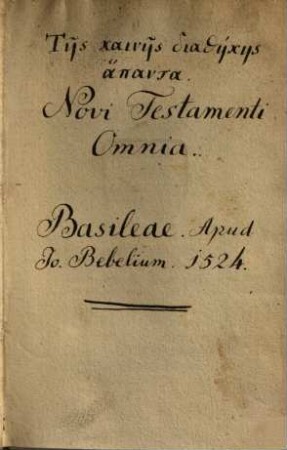 Τῆς καινῆς διαθήκης
ἅπαντα.
Novi Testamenti
Omnia.
Basileae. Apud
Jo. Bebelium. 1524.